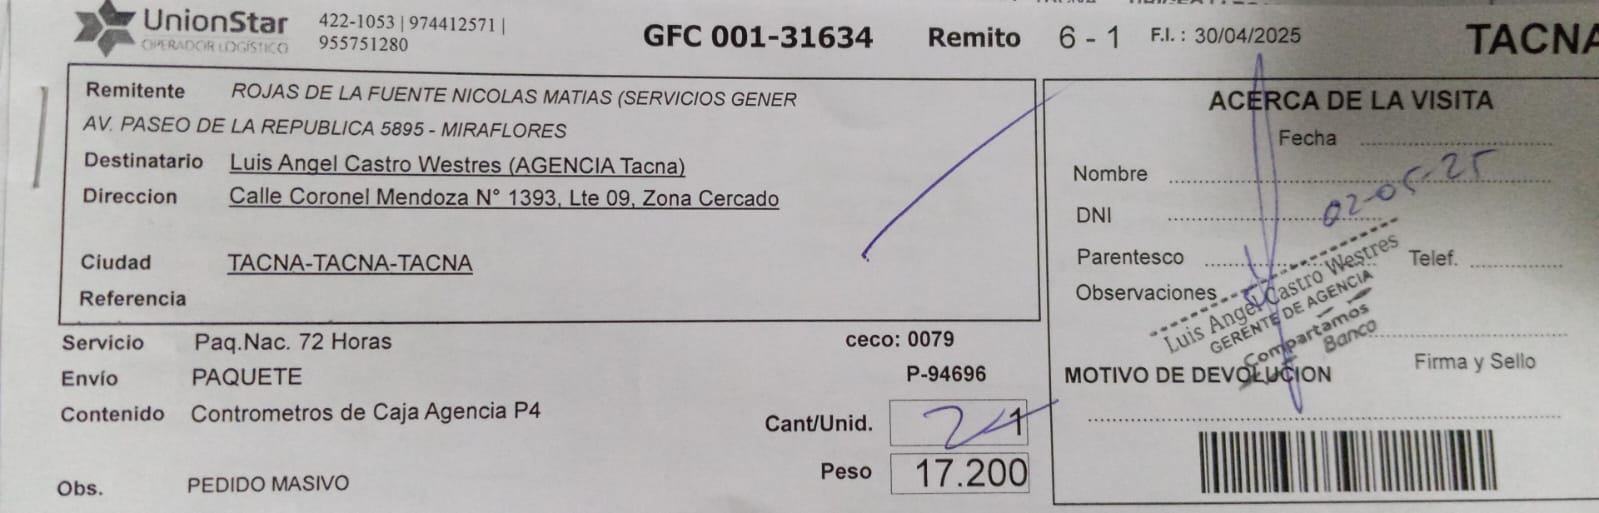 UnionStar
OPERADOR LOGÍSTICO
422-1053 | 974412571 |
955751280
GFC 001-31634 Remito 6 - 1 F.I. : 30/04/2025 TACNA
Remitente ROJAS DE LA FUENTE NICOLAS MATIAS (SERVICIOS GENER
AV. PASEO DE LA REPUBLICA 5895 - MIRAFLORES
Destinatario Luis Angel Castro Westres (AGENCIA Tacna)
Direccion Calle Coronel Mendoza N° 1393, Lte 09, Zona Cercado
Ciudad TACNA-TACNA-TACNA
Referencia
Servicio Paq.Nac. 72 Horas ceco: 0079
Envío PAQUETE P-94696
Contenido Contrometros de Caja Agencia P4
Cant/Unid. 1
Peso 17.200
Obs. PEDIDO MASIVO
ACERCA DE LA VISITA
Fecha
Nombre
02-05-25
DNI
Parentesco Telef.
Observaciones
Luis Angel Castro Westres
GERENTE DE AGENCIA
Compartamos
Banco
Firma y Sello
MOTIVO DE DEVOLUCION